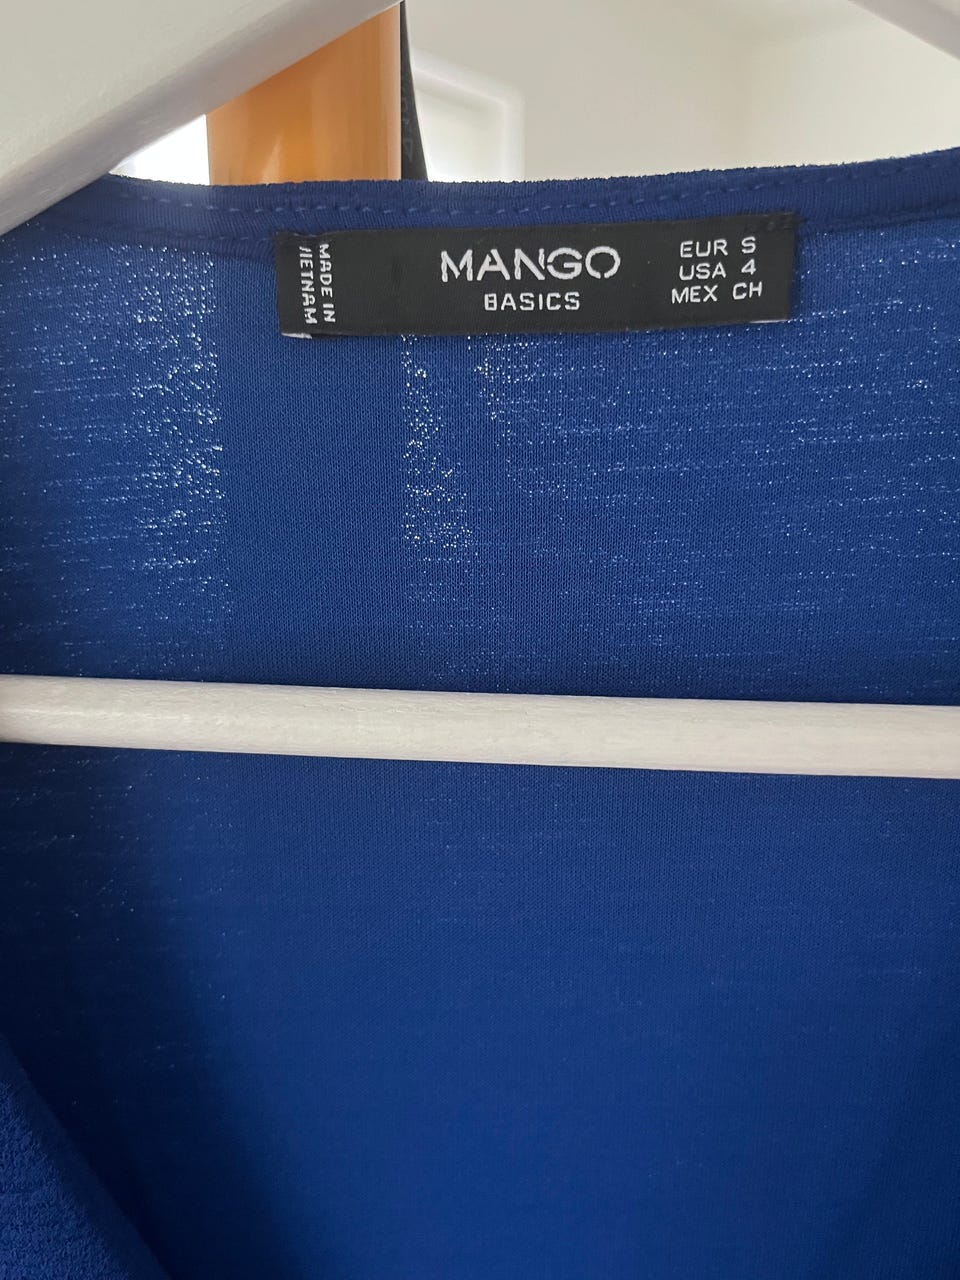 MADE IN
VIETNAM
MANGO
BASICS
EUR S
USA 4
MEX CH